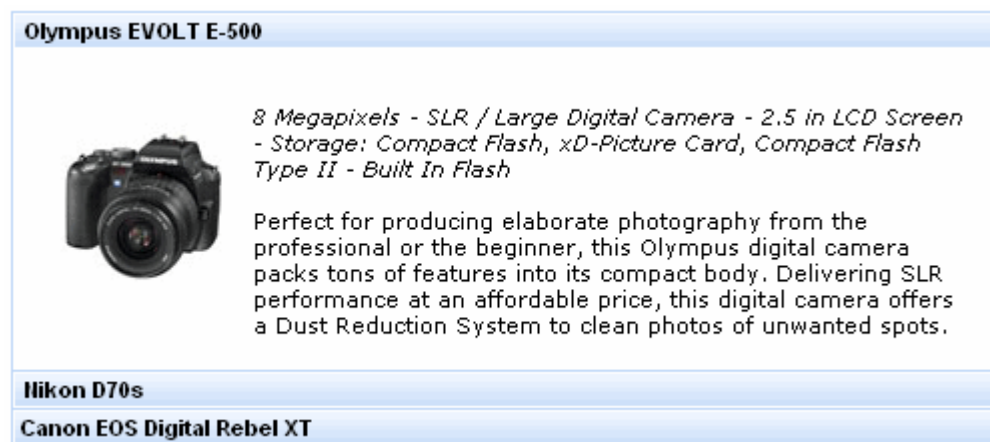 Olympus EVOLT E-500
8 Megapixels - SLR / Large Digital Camera - 2.5 in LCD Screen
- Storage: Compact Flash, xD-Picture Card, Compact Flash
Type II - Built In Flash
OLYMPUS
Perfect for producing elaborate photography from the
professional or the beginner, this Olympus digital camera
packs tons of features into its compact body. Delivering SLR
performance at an affordable price, this digital camera offers
a Dust Reduction System to clean photos of unwanted spots.
Nikon D70s
Canon EOS Digital Rebel XT